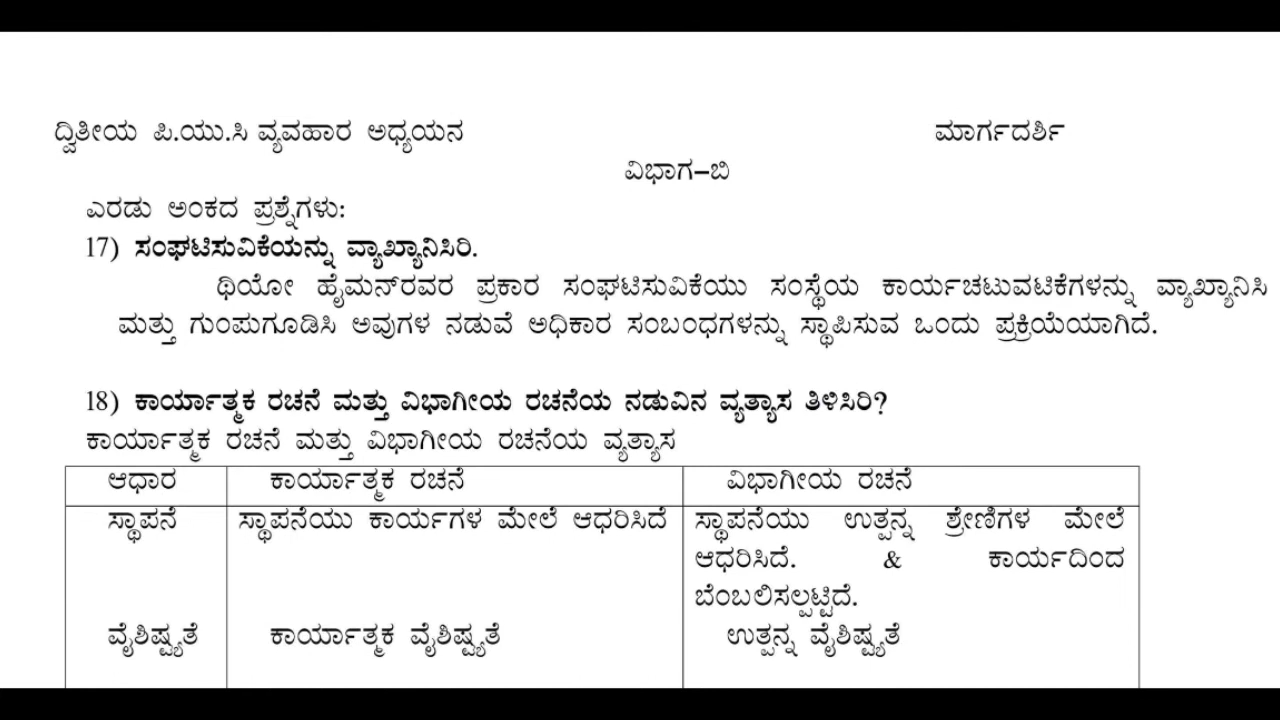 ದ್ವಿತೀಯ ಪಿ.ಯು.ಸಿ ವ್ಯವಹಾರ ಅಧ್ಯಯನ ಮಾರ್ಗದರ್ಶಿ
ವಿಭಾಗ–ಬಿ
ಎರಡು ಅಂಕದ ಪ್ರಶ್ನೆಗಳು:
17) ಸಂಘಟಿಸುವಿಕೆಯನ್ನು ವ್ಯಾಖ್ಯಾನಿಸಿರಿ.
ಥಿಯೋ ಹೈಮನ್‌ರವರ ಪ್ರಕಾರ ಸಂಘಟಿಸುವಿಕೆಯು ಸಂಸ್ಥೆಯ ಕಾರ್ಯಚಟುವಟಿಕೆಗಳನ್ನು ವ್ಯಾಖ್ಯಾನಿಸಿ
ಮತ್ತು ಗುಂಪುಗೂಡಿಸಿ ಅವುಗಳ ನಡುವೆ ಅಧಿಕಾರ ಸಂಬಂಧಗಳನ್ನು ಸ್ಥಾಪಿಸುವ ಒಂದು ಪ್ರಕ್ರಿಯೆಯಾಗಿದೆ.
18) ಕಾರ್ಯಾತ್ಮಕ ರಚನೆ ಮತ್ತು ವಿಭಾಗೀಯ ರಚನೆಯ ನಡುವಿನ ವ್ಯತ್ಯಾಸ ತಿಳಿಸಿರಿ?
ಕಾರ್ಯಾತ್ಮಕ ರಚನೆ ಮತ್ತು ವಿಭಾಗೀಯ ರಚನೆಯ ವ್ಯತ್ಯಾಸ
ಆಧಾರ ಕಾರ್ಯಾತ್ಮಕ ರಚನೆ ವಿಭಾಗೀಯ ರಚನೆ
ಸ್ಥಾಪನೆ ಸ್ಥಾಪನೆಯು ಕಾರ್ಯಗಳ ಮೇಲೆ ಆಧರಿಸಿದೆ ಸ್ಥಾಪನೆಯು ಉತ್ಪನ್ನ ಶ್ರೇಣಿಗಳ ಮೇಲೆ
ಆಧರಿಸಿದೆ. & ಕಾರ್ಯದಿಂದ
ಬೆಂಬಲಿಸಲ್ಪಟ್ಟಿದೆ.
ವೈಶಿಷ್ಟ್ಯತೆ ಕಾರ್ಯಾತ್ಮಕ ವೈಶಿಷ್ಟ್ಯತೆ ಉತ್ಪನ್ನ ವೈಶಿಷ್ಟ್ಯತೆ